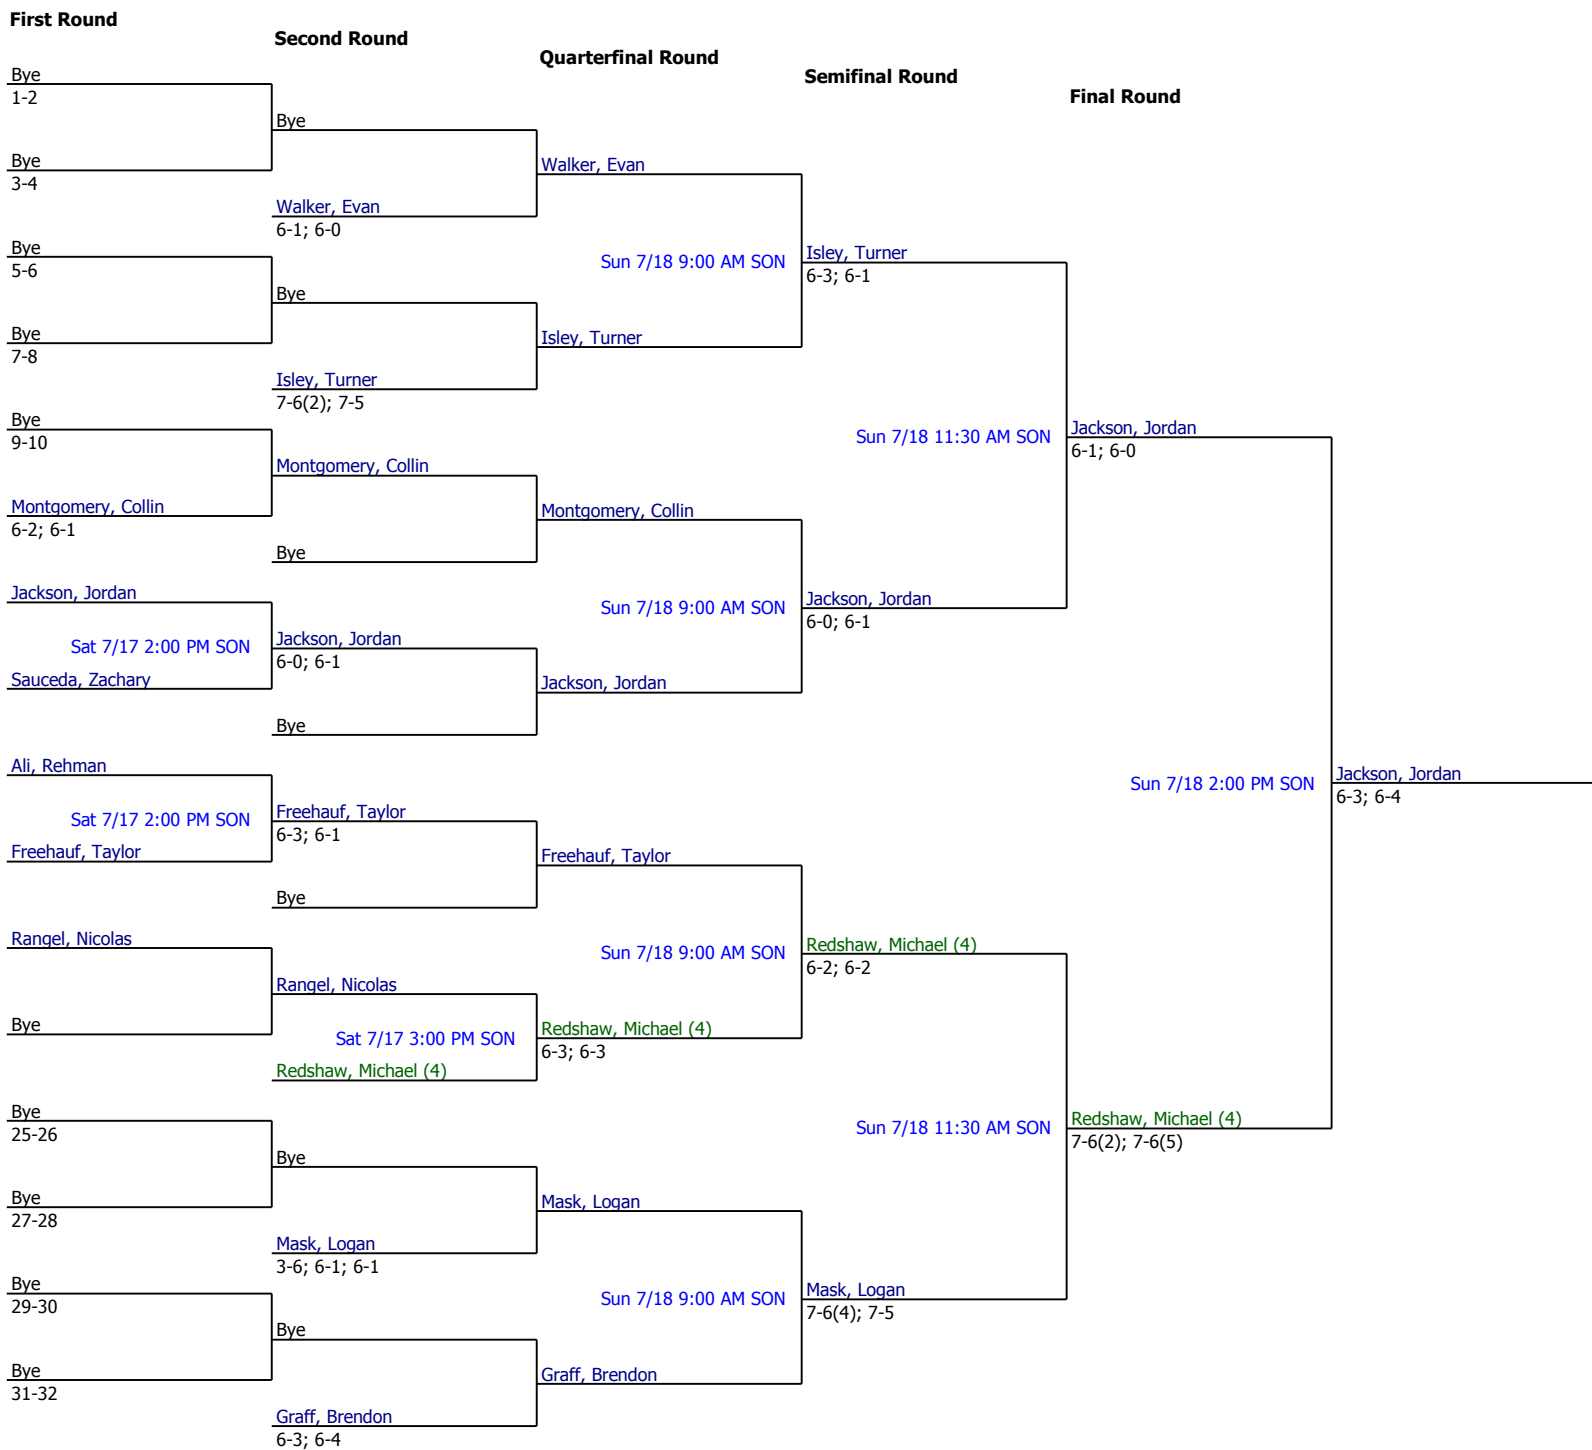 First Round
Second Round
Quarterfinal Round
Semifinal Round
Final Round
Bye
1-2
Bye
Bye
3-4
Walker, Evan
Walker, Evan
6-1; 6-0
Bye
5-6
Sun 7/18 9:00 AM SON
Isley, Turner
6-3; 6-1
Bye
Bye
7-8
Isley, Turner
Isley, Turner
7-6(2); 7-5
Bye
9-10
Sun 7/18 11:30 AM SON
Jackson, Jordan
6-1; 6-0
Montgomery, Collin
Montgomery, Collin
6-2; 6-1
Montgomery, Collin
Bye
Jackson, Jordan
Sun 7/18 9:00 AM SON
Jackson, Jordan
6-0; 6-1
Sat 7/17 2:00 PM SON
Jackson, Jordan
6-0; 6-1
Sauceda, Zachary
Jackson, Jordan
Bye
Ali, Rehman
Sun 7/18 2:00 PM SON
Jackson, Jordan
6-3; 6-4
Sat 7/17 2:00 PM SON
Freehauf, Taylor
6-3; 6-1
Freehauf, Taylor
Freehauf, Taylor
Bye
Rangel, Nicolas
Sun 7/18 9:00 AM SON
Redshaw, Michael (4)
6-2; 6-2
Rangel, Nicolas
Bye
Sat 7/17 3:00 PM SON
Redshaw, Michael (4)
6-3; 6-3
Redshaw, Michael (4)
Bye
25-26
Sun 7/18 11:30 AM SON
Redshaw, Michael (4)
7-6(2); 7-6(5)
Bye
Bye
27-28
Mask, Logan
Mask, Logan
3-6; 6-1; 6-1
Bye
29-30
Sun 7/18 9:00 AM SON
Mask, Logan
7-6(4); 7-5
Bye
Bye
31-32
Graff, Brendon
Graff, Brendon
6-3; 6-4